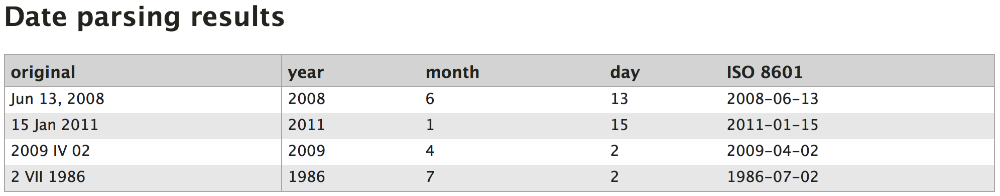 Date parsing results
original year month day ISO 8601
Jun 13, 2008 2008 6 13 2008-06-13
15 Jan 2011 2011 1 15 2011-01-15
2009 IV 02 2009 4 2 2009-04-02
2 VII 1986 1986 7 2 1986-07-02